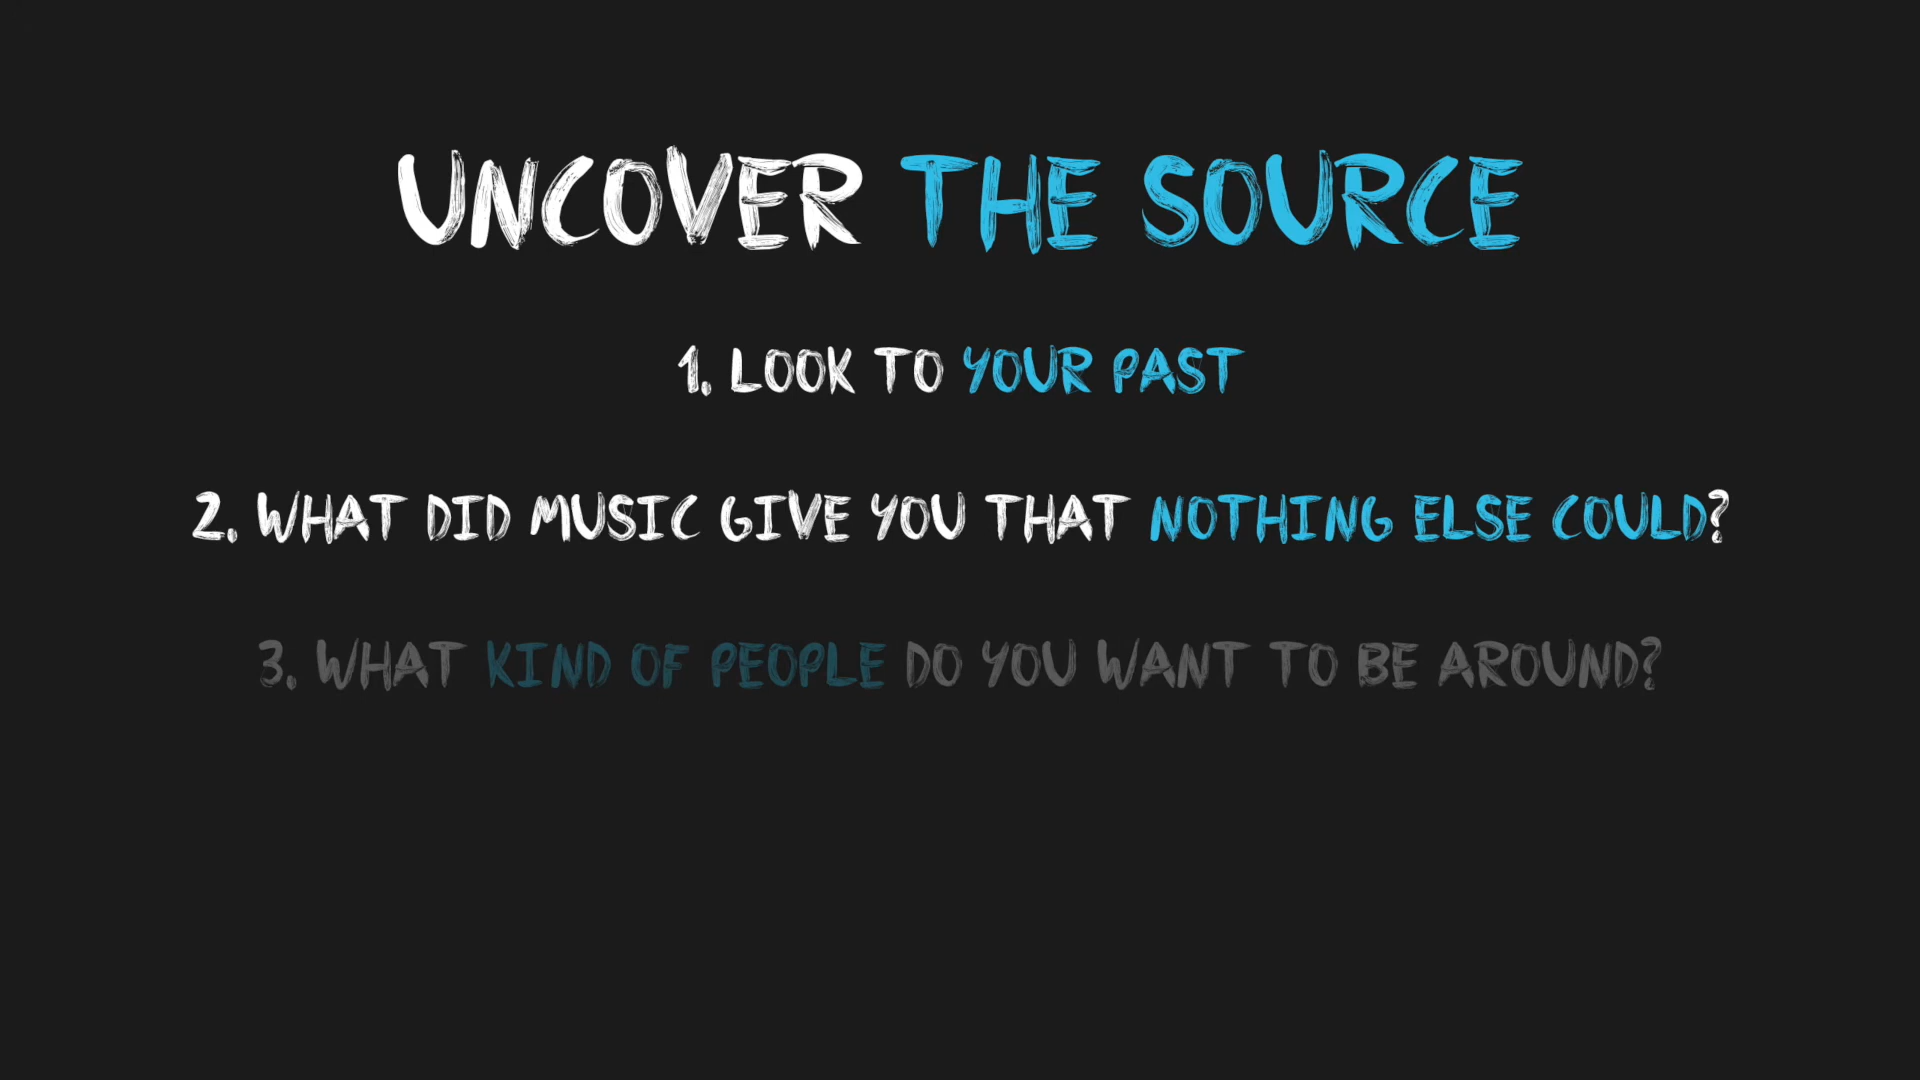 UNCOVER THE SOURCE
1. LOOK TO YOUR PAST
2. WHAT DID MUSIC GIVE YOU THAT NOTHING ELSE COULD?
3. WHAT KIND OF PEOPLE DO YOU WANT TO BE AROUND?